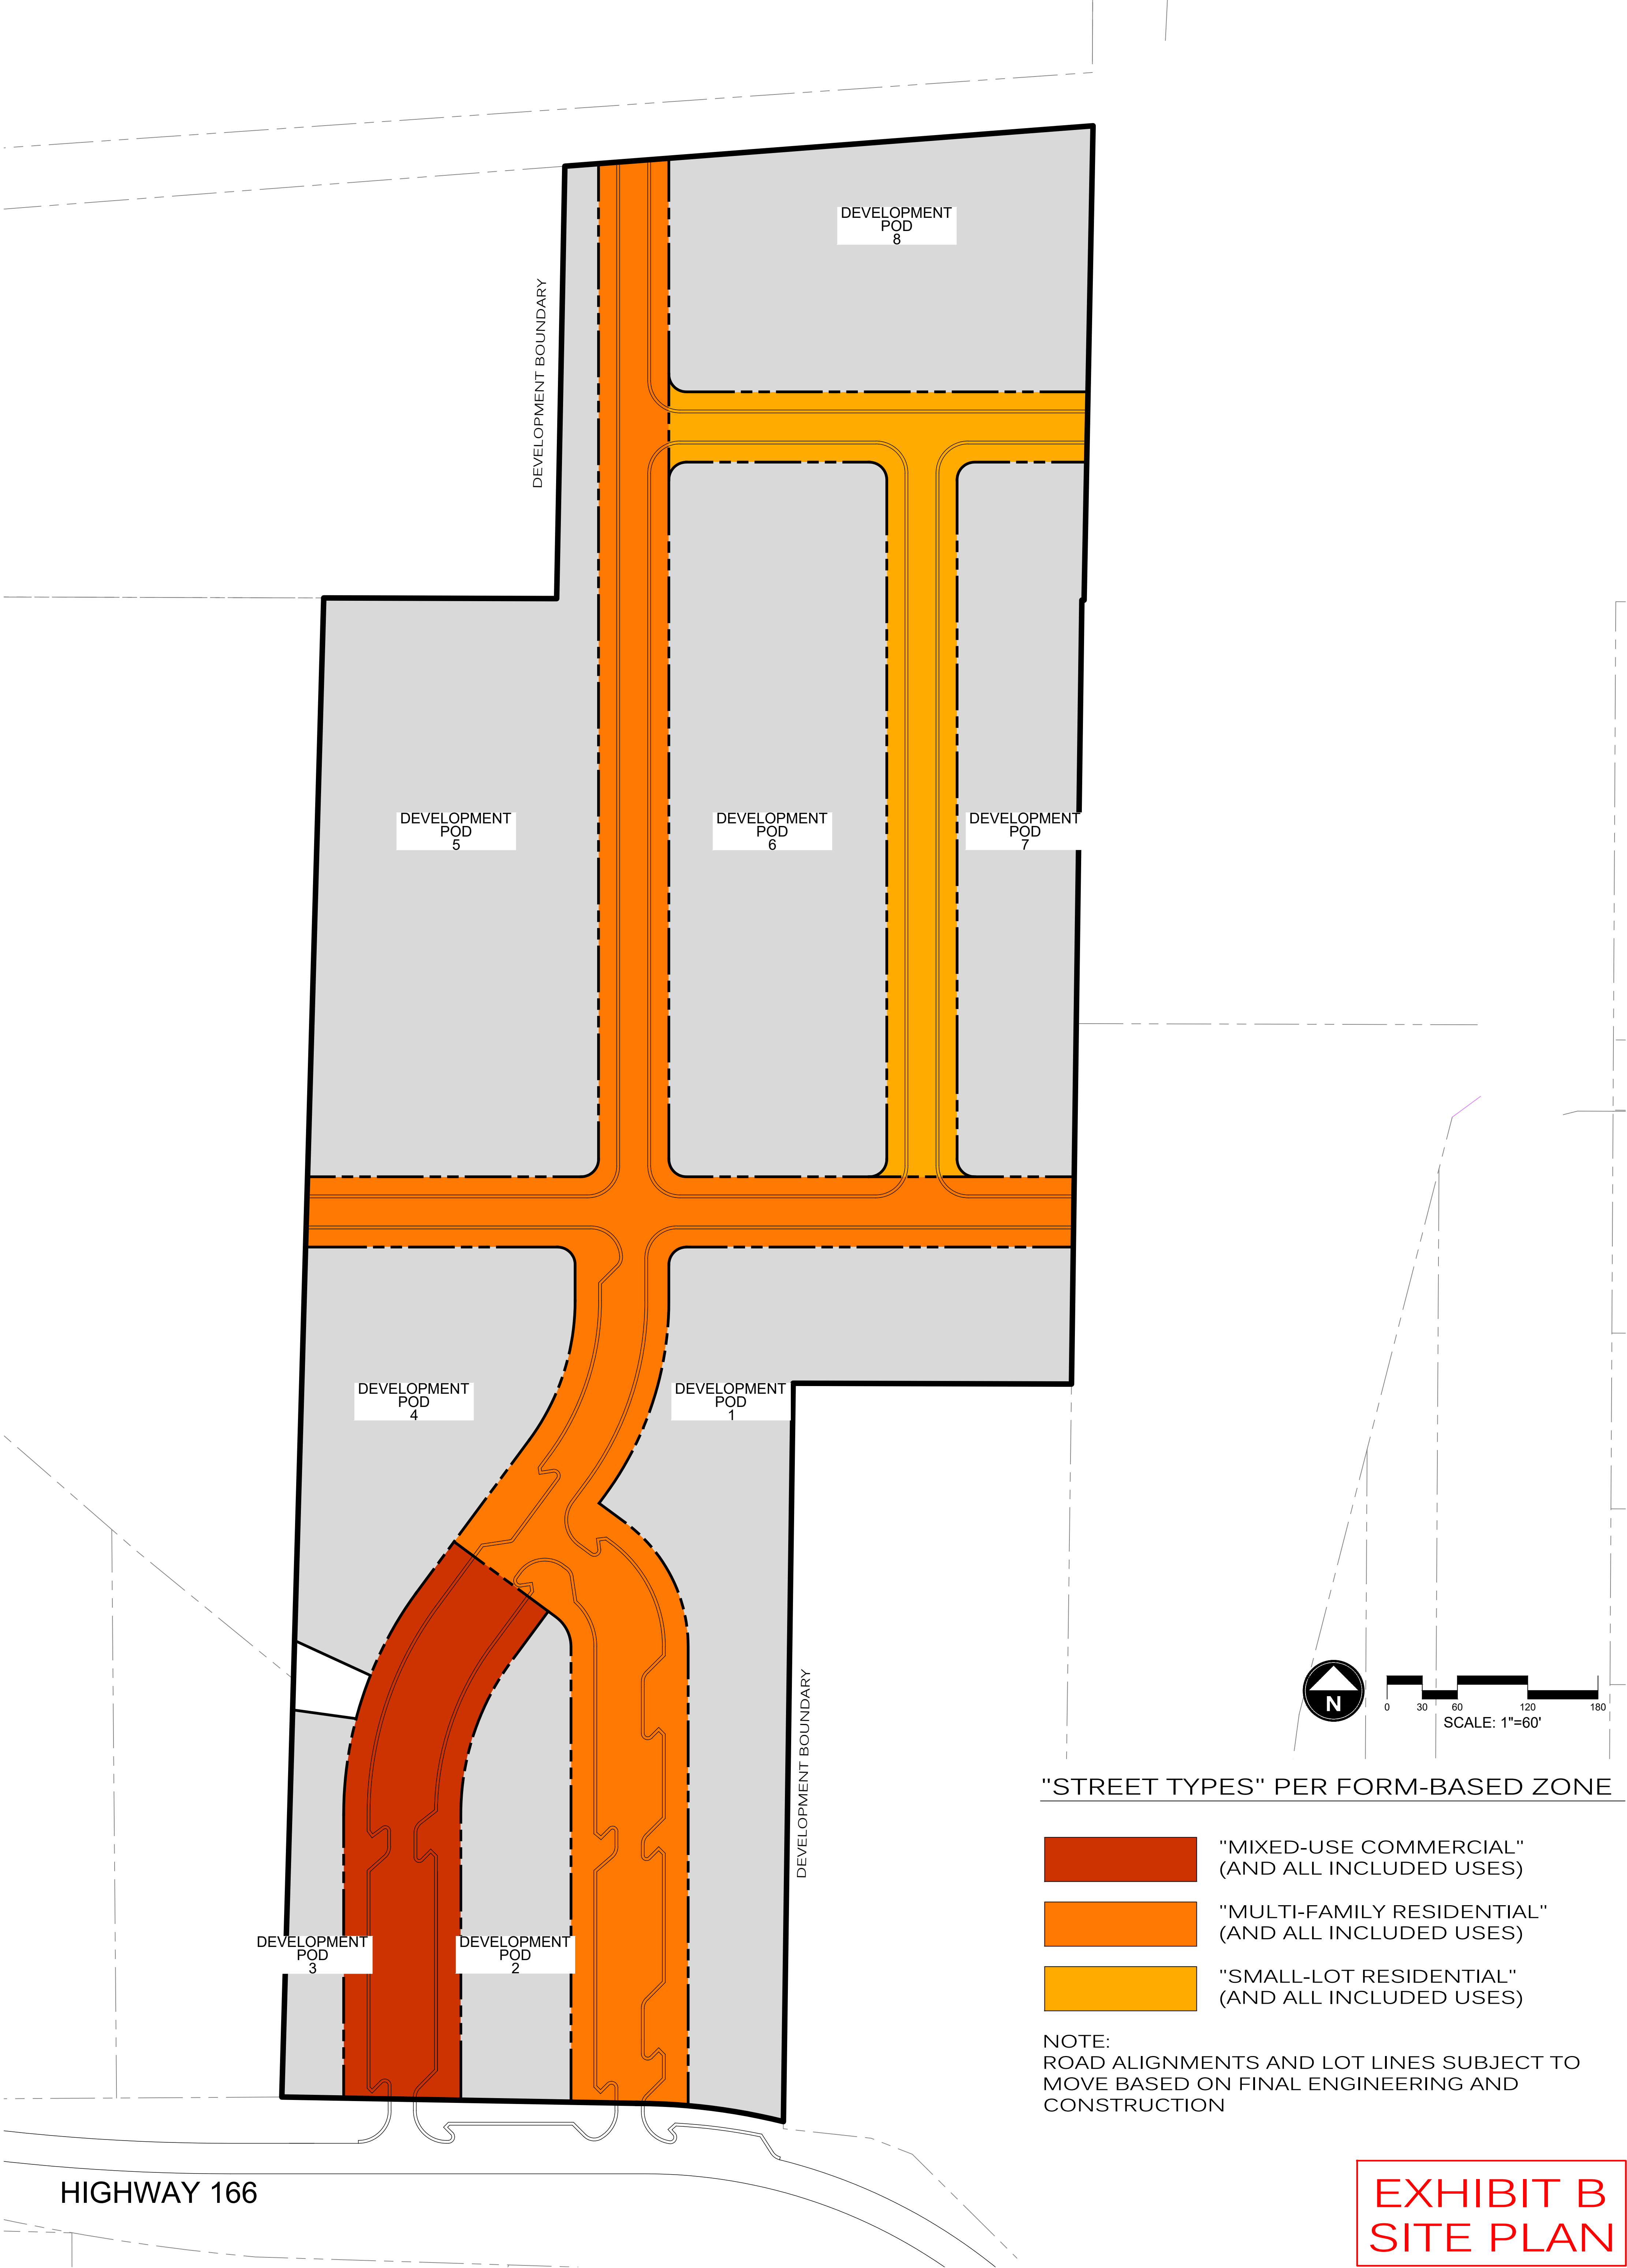 DEVELOPMENT
POD
8
DEVELOPMENT BOUNDARY
DEVELOPMENT
POD
5
DEVELOPMENT
POD
6
DEVELOPMENT
POD
7
DEVELOPMENT
POD
4
DEVELOPMENT
POD
1
DEVELOPMENT BOUNDARY
DEVELOPMENT
POD
3
DEVELOPMENT
POD
2
N
0 30 60 120 180
SCALE: 1"=60'
"STREET TYPES" PER FORM-BASED ZONE
"MIXED-USE COMMERCIAL"
(AND ALL INCLUDED USES)
"MULTI-FAMILY RESIDENTIAL"
(AND ALL INCLUDED USES)
"SMALL-LOT RESIDENTIAL"
(AND ALL INCLUDED USES)
NOTE:
ROAD ALIGNMENTS AND LOT LINES SUBJECT TO
MOVE BASED ON FINAL ENGINEERING AND
CONSTRUCTION
HIGHWAY 166
EXHIBIT B
SITE PLAN